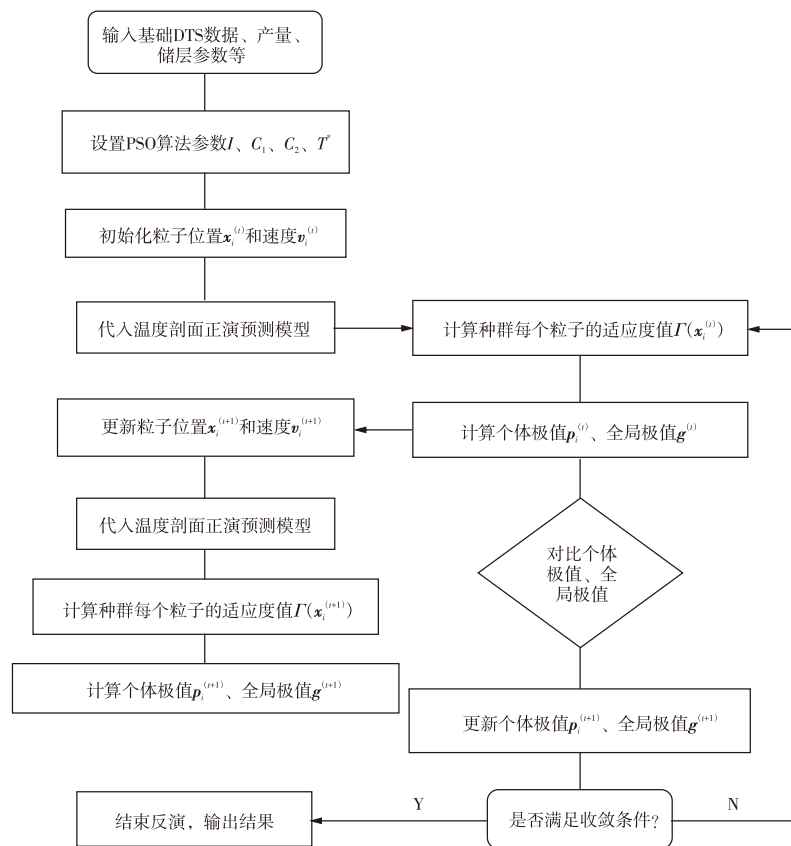 输入基础DTS数据、产量、
储层参数等
设置PSO算法参数I、C₁、C₂、T*
初始化粒子位置xᵢ⁽ᵗ⁾和速度vᵢ⁽ᵗ⁾
代入温度剖面正演预测模型
计算种群每个粒子的适应度值Γ(xᵢ⁽ᵗ⁾)
更新粒子位置xᵢ⁽ᵗ⁺¹⁾和速度vᵢ⁽ᵗ⁺¹⁾
计算个体极值pᵢ⁽ᵗ⁾、全局极值g⁽ᵗ⁾
代入温度剖面正演预测模型
对比个体
极值、全
局极值
计算种群每个粒子的适应度值Γ(xᵢ⁽ᵗ⁺¹⁾)
计算个体极值pᵢ⁽ᵗ⁺¹⁾、全局极值g⁽ᵗ⁺¹⁾
更新个体极值pᵢ⁽ᵗ⁺¹⁾、全局极值g⁽ᵗ⁺¹⁾
结束反演，输出结果
Y
是否满足收敛条件？
N